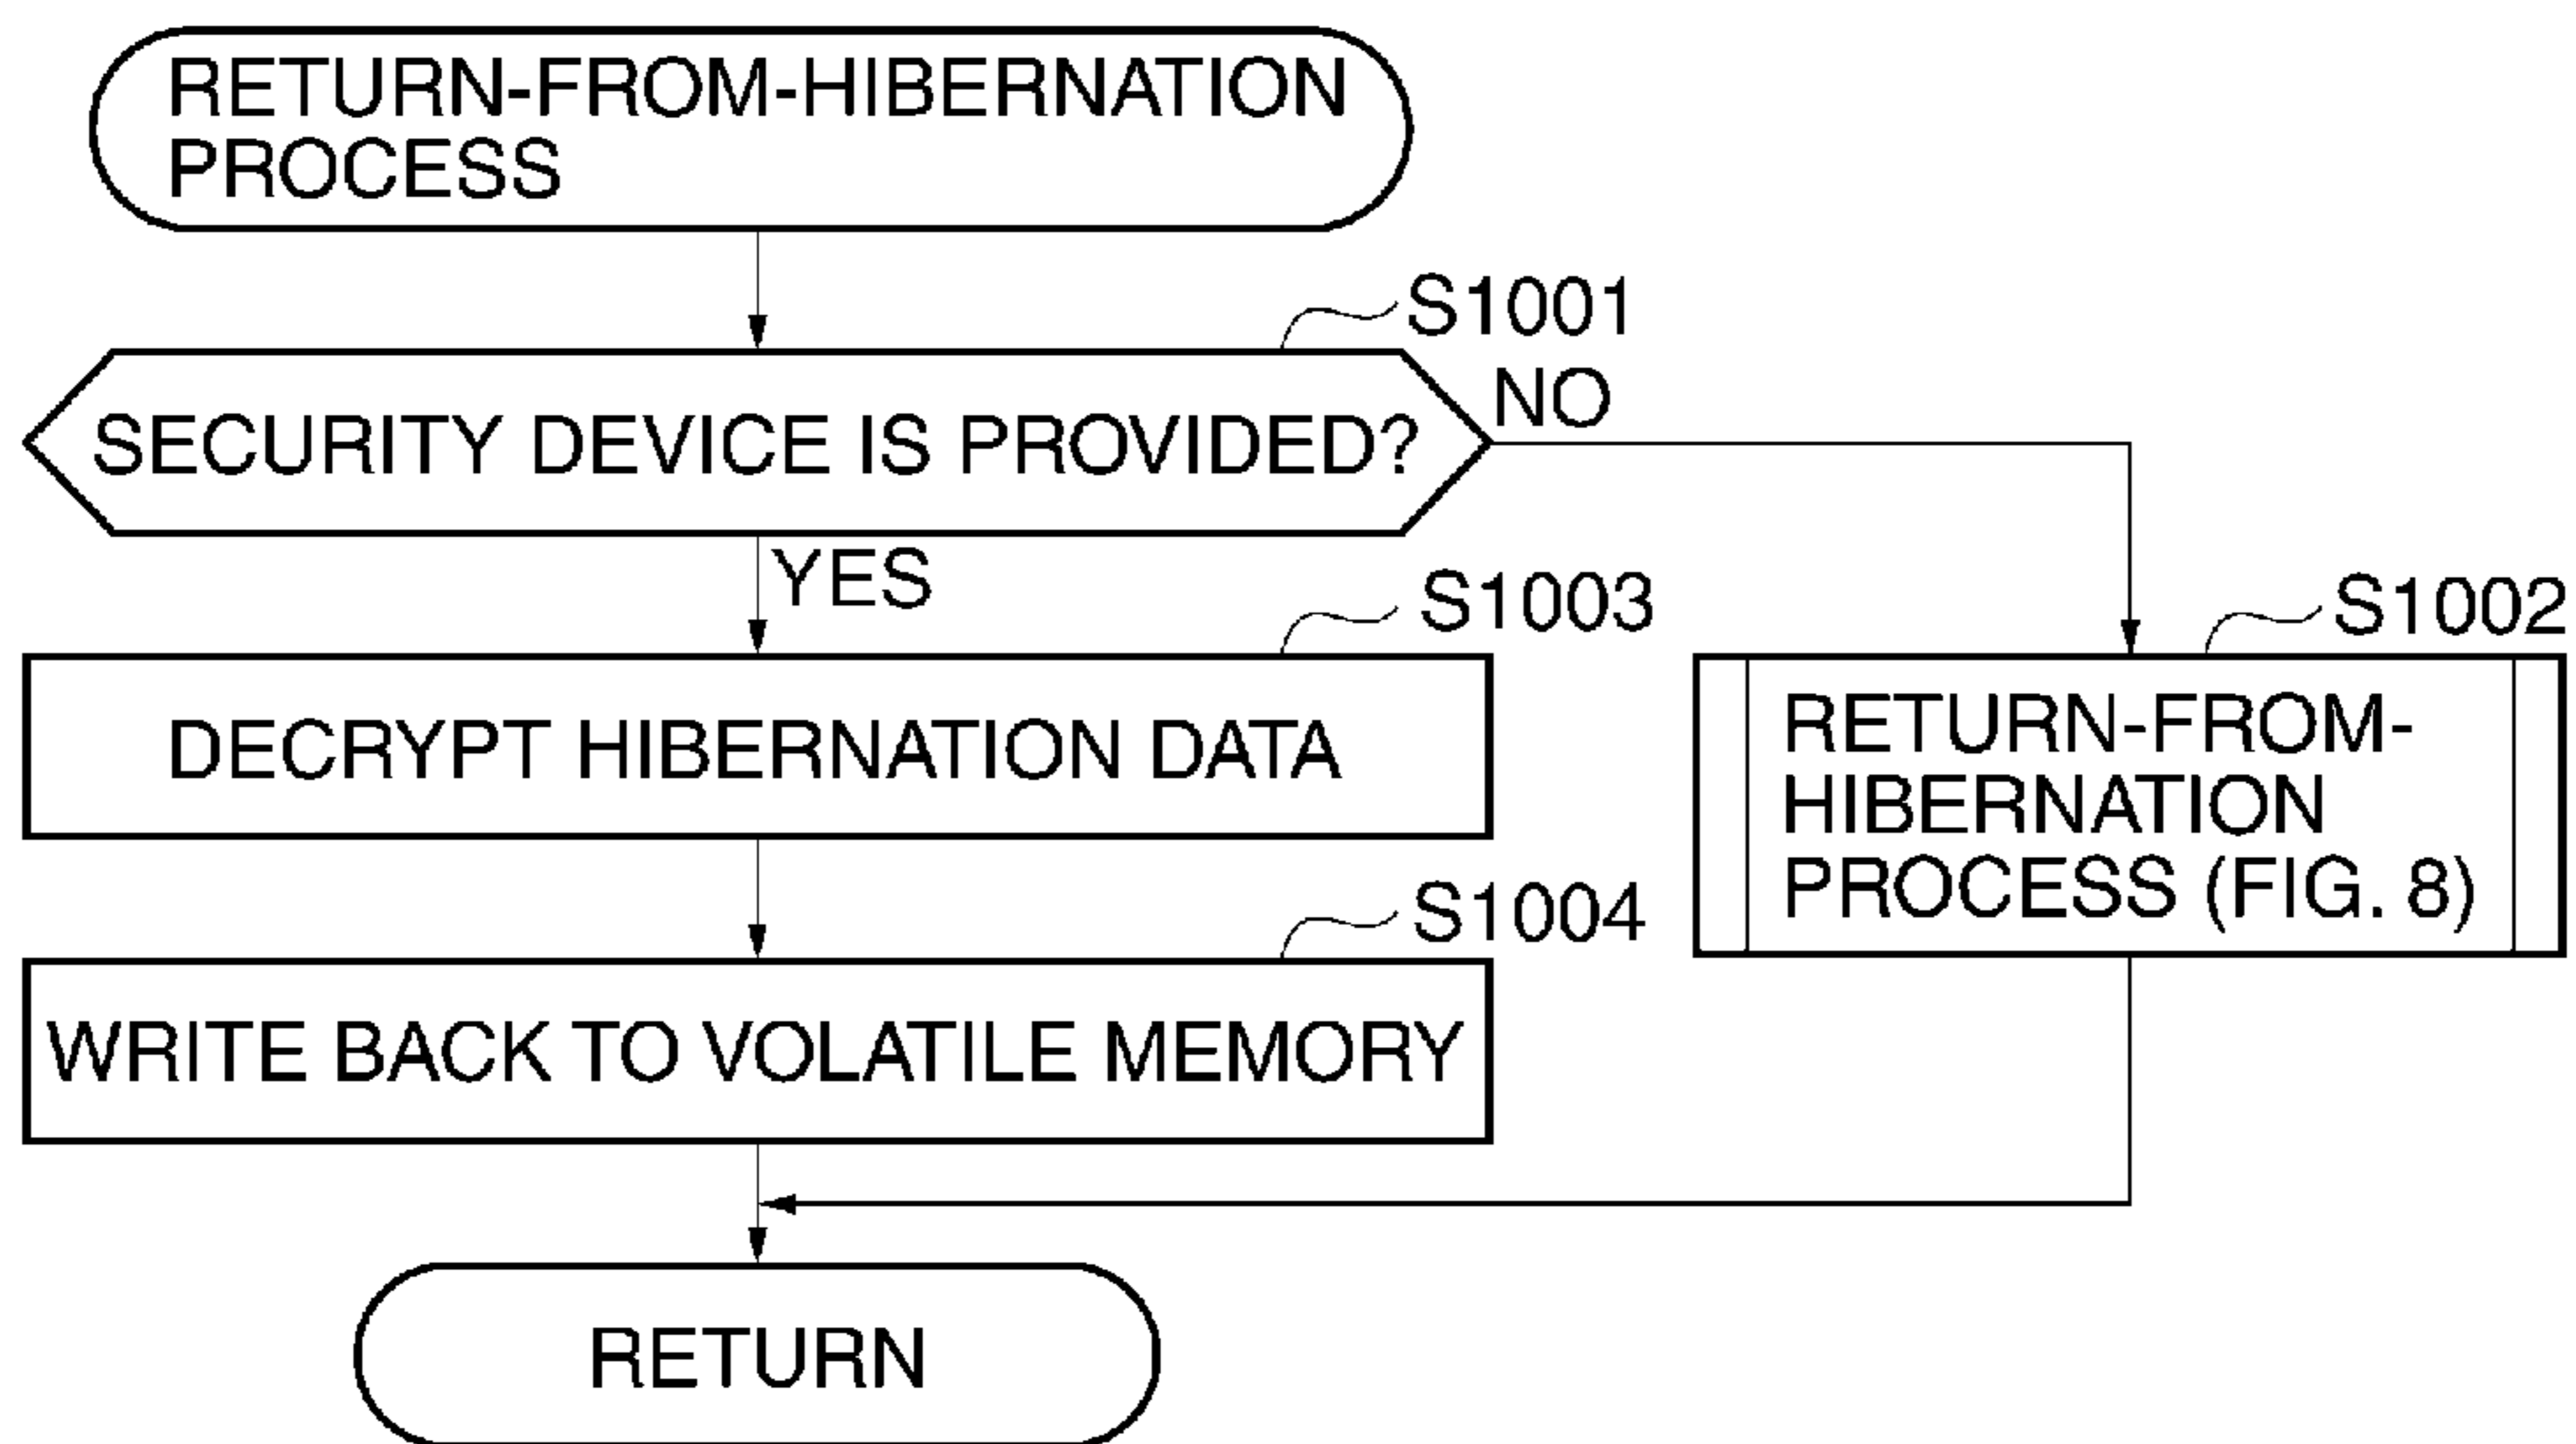 RETURN-FROM-HIBERNATION
PROCESS
S1001
SECURITY DEVICE IS PROVIDED?
NO
YES
S1003
DECRYPT HIBERNATION DATA
S1002
RETURN-FROM-
HIBERNATION
PROCESS (FIG. 8)
S1004
WRITE BACK TO VOLATILE MEMORY
RETURN